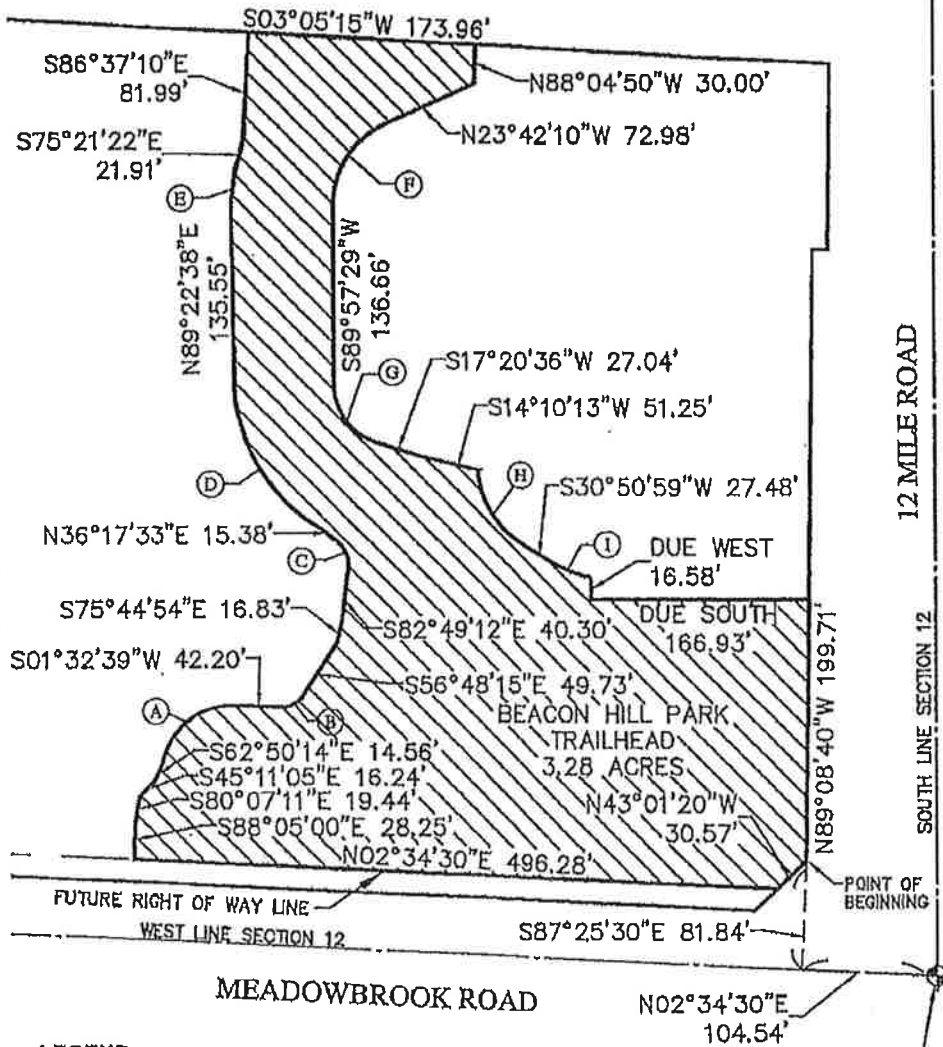 S03°05'15"W 173.96'
S86°37'10"E
81.99'
N88°04'50"W 30.00'
N23°42'10"W 72.98'
S75°21'22"E
21.91'
E
F
N89°22'38"E
135.55'
S89°57'29"W
136.66'
G
S17°20'36"W 27.04'
S14°10'13"W 51.25'
D
H
S30°50'59"W 27.48'
N36°17'33"E 15.38'
C
I
DUE WEST
16.58'
S75°44'54"E 16.83'
S82°49'12"E 40.30'
DUE SOUTH
166.93'
S01°32'39"W 42.20'
S56°48'15"E 49.73'
A
B
BEACON HILL PARK
TRAILHEAD
3.28 ACRES
S62°50'14"E 14.56'
S45°11'05"E 16.24'
S80°07'11"E 19.44'
S88°05'00"E 28.25'
N43°01'20"W
30.57'
N02°34'30"E 496.28'
N89°08'40"W 199.71'
12 MILE ROAD
SOUTH LINE SECTION 12
POINT OF
BEGINNING
FUTURE RIGHT OF WAY LINE
WEST LINE SECTION 12
S87°25'30"E 81.84'
MEADOWBROOK ROAD
N02°34'30"E
104.54'